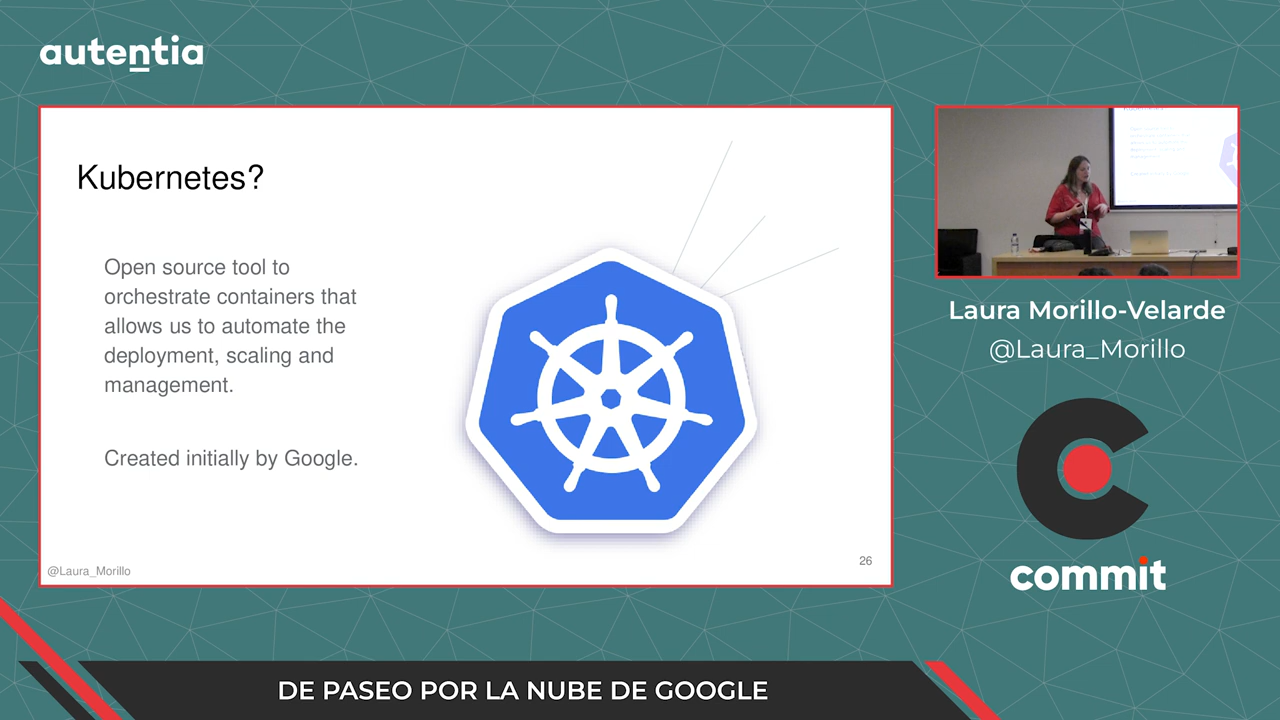 autentia
Kubernetes?
Open source tool to
orchestrate containers that
allows us to automate the
deployment, scaling and
management.
Created initially by Google.
@Laura_Morillo
26
Laura Morillo-Velarde
@Laura_Morillo
commit
DE PASEO POR LA NUBE DE GOOGLE